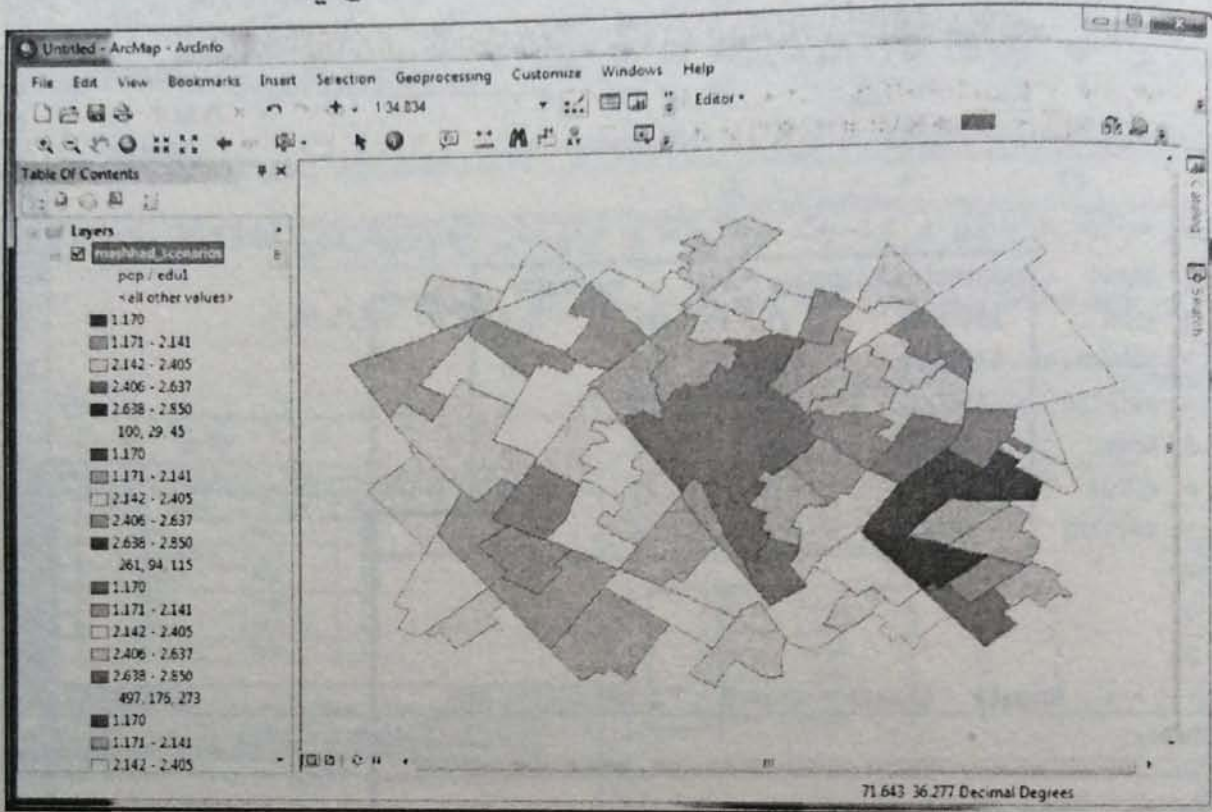 Untitled - ArcMap - ArcInfo
File Edit View Bookmarks Insert Selection Geoprocessing Customize Windows Help
1:34,834
Editor
Table Of Contents
Layers
mashhad_scenarios
pop / edu1
<all other values>
1.170
1.171 - 2.141
2.142 - 2.405
2.406 - 2.637
2.638 - 2.850
100, 29, 45
1.170
1.171 - 2.141
2.142 - 2.405
2.406 - 2.637
2.638 - 2.850
261, 94, 115
1.170
1.171 - 2.141
2.142 - 2.405
2.406 - 2.637
2.638 - 2.850
497, 176, 273
1.170
1.171 - 2.141
2.142 - 2.405
Catalog
Search
71.643 36.277 Decimal Degrees